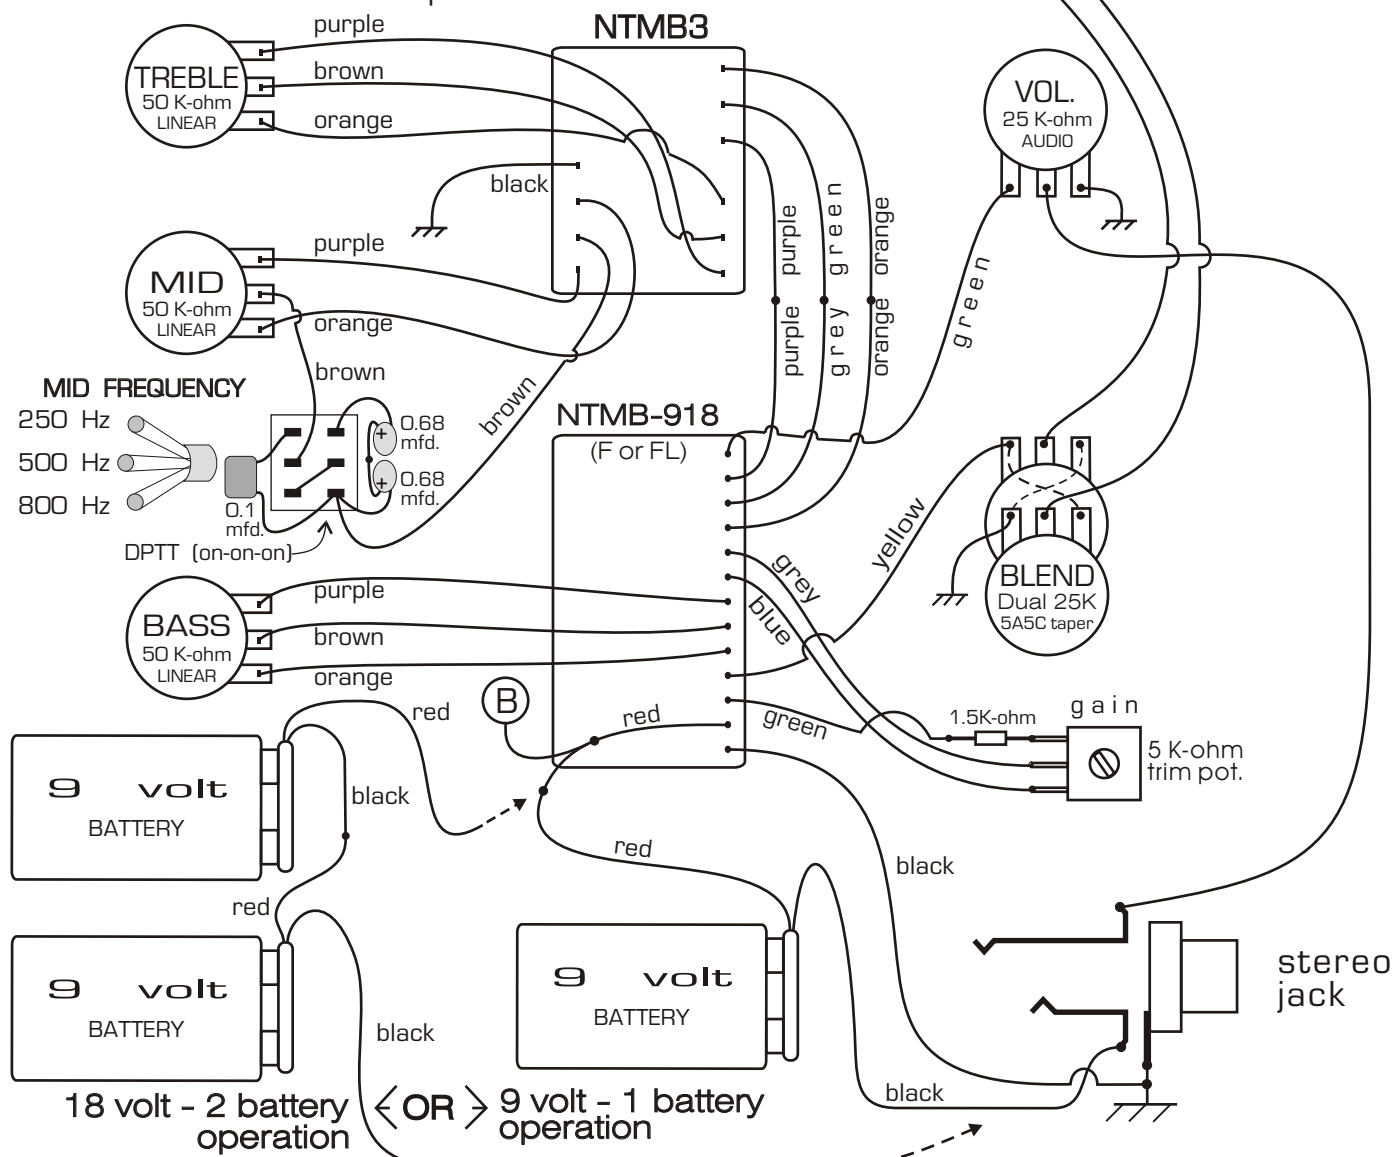 purple
NTMB3
TREBLE
50 K-ohm
LINEAR
brown
orange
black
VOL.
25 K-ohm
AUDIO
purple
grey green
orange
purple
MID
50 K-ohm
LINEAR
orange
brown
purple
grey green
orange
green
brown
MID FREQUENCY
250 Hz
500 Hz
800 Hz
0.68
mfd.
0.68
mfd.
0.1
mfd.
DPTT (on-on-on)
NTMB-918
(F or FL)
yellow
grey
blue
BLEND
Dual 25K
5A5C taper
purple
BASS
50 K-ohm
LINEAR
brown
orange
red
B
red
green
1.5K-ohm
gain
5 K-ohm
trim pot.
9 volt
BATTERY
black
red
black
red
9 volt
BATTERY
black
9 volt
BATTERY
black
stereo
jack
18 volt - 2 battery
operation
OR
9 volt - 1 battery
operation